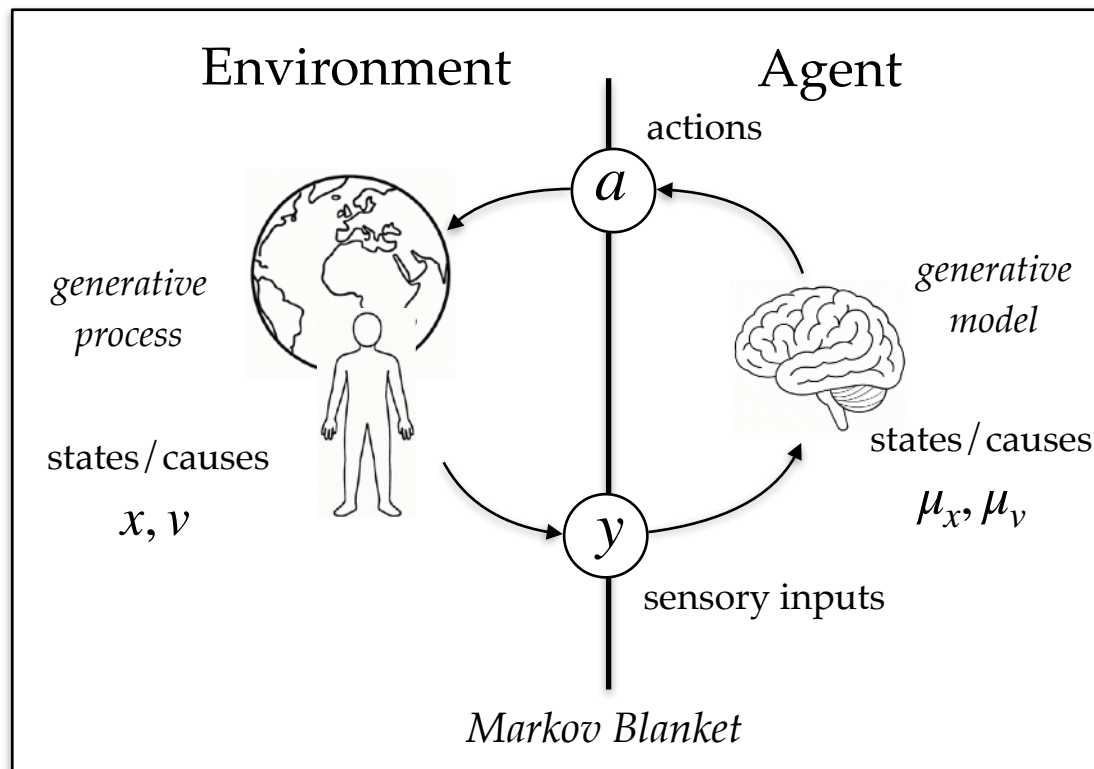 Environment
Agent
actions
a
generative
process
generative
model
states/causes
x, v
states/causes
μₓ, μᵥ
y
sensory inputs
Markov Blanket